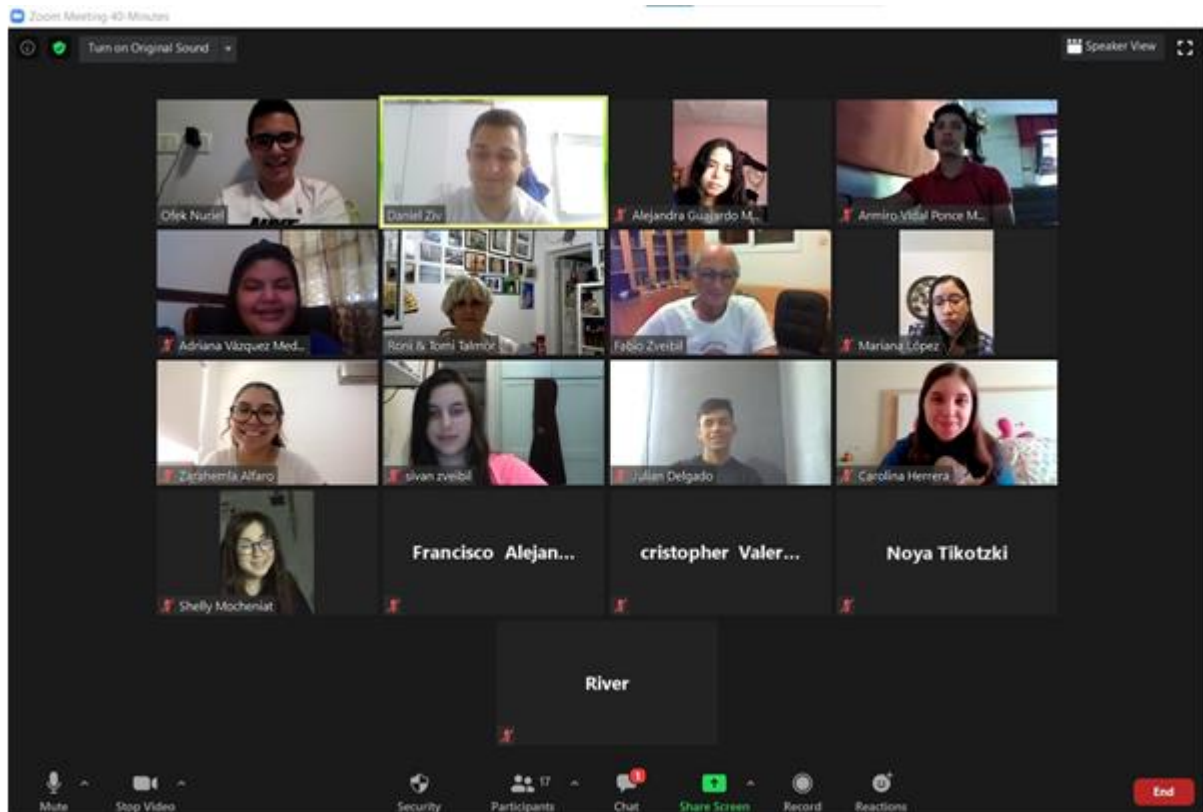 Zoom Meeting 40-Minutes
Turn on Original Sound
Speaker View
Ofek Nuriel
Daniel Ziv
Alejandra Guajardo M...
Armiro Vidal Ponce M...
Adriana Vázquez Med...
Roni & Tomi Talmor
Fabio Zveibil
Mariana López
Zarahemla Alfaro
sivan zveibil
Julian Delgado
Carolina Herrera
Shelly Mocheniat
Francisco Alejan...
cristopher Valer...
Noya Tikotzki
River
Mute
Stop Video
Security
Participants
17
Chat
1
Share Screen
Record
Reactions
End